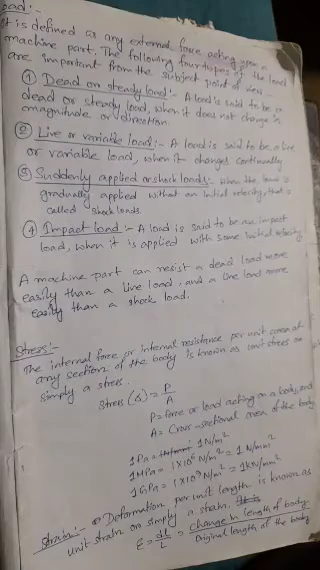 oad:-
It is defined as any external force acting upon a
machine part. The following four types of the load
are important from the subject point of view.
① Dead or steady load:- A load is said to be a
dead or steady load, when it does not change in
magnitude or direction.
② Live or variable load:- A load is said to be a live
or variable load, when it changes continually
③ Suddenly applied or shock loads:- When the load is
gradually applied without an initial velocity, that is
called shock loads.
④ Impact load:- A load is said to be an impact
load, when it is applied with some initial velocity
A machine part can resist a dead load more
easily than a live load, and a live load more
easily than a shock load.
Stress:-
The internal force or internal resistance per unit area at
any section of the body is known as unit stress or
simply a stress.
Stress (σ) = P/A
P = force or load acting on a body, and
A = Cross-sectional area of the body
1 Pa = 1 N/m²
1 MPa = 1×10⁶ N/m² = 1 N/mm²
1 GPa = 1×10⁹ N/m² = 1 kN/mm²
Strain:- Deformation per unit length is known as
unit strain or simply a strain.
ε = dL/L = Change in length of body / Original length of the body